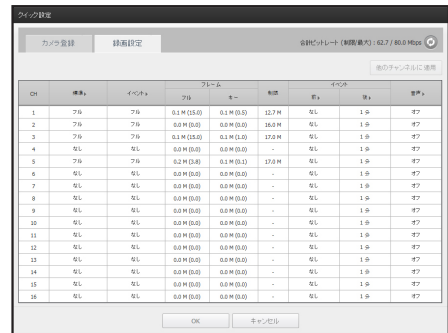 クイック設定
カメラ登録 録画設定 合計ビットレート (制限/最大) : 62.7 / 80.0 Mbps
他のチャンネルに適用
フレーム イベント
CH 標準 イベント フル キー 制限 前 後 音声
1 フル フル 0.1 M (15.0) 0.1 M (0.5) 12.7 M なし 1 分 オフ
2 フル フル 0.0 M (0.0) 0.0 M (0.0) 16.0 M なし 1 分 オフ
3 フル フル 0.1 M (15.0) 0.1 M (1.0) 17.0 M なし 1 分 オフ
4 なし なし 0.0 M (0.0) 0.0 M (0.0) - なし 1 分 オフ
5 フル フル 0.2 M (3.8) 0.1 M (0.1) 17.0 M なし 1 分 オフ
6 なし なし 0.0 M (0.0) 0.0 M (0.0) - なし 1 分 オフ
7 なし なし 0.0 M (0.0) 0.0 M (0.0) - なし 1 分 オフ
8 なし なし 0.0 M (0.0) 0.0 M (0.0) - なし 1 分 オフ
9 なし なし 0.0 M (0.0) 0.0 M (0.0) - なし 1 分 オフ
10 なし なし 0.0 M (0.0) 0.0 M (0.0) - なし 1 分 オフ
11 なし なし 0.0 M (0.0) 0.0 M (0.0) - なし 1 分 オフ
12 なし なし 0.0 M (0.0) 0.0 M (0.0) - なし 1 分 オフ
13 なし なし 0.0 M (0.0) 0.0 M (0.0) - なし 1 分 オフ
14 なし なし 0.0 M (0.0) 0.0 M (0.0) - なし 1 分 オフ
15 なし なし 0.0 M (0.0) 0.0 M (0.0) - なし 1 分 オフ
16 なし なし 0.0 M (0.0) 0.0 M (0.0) - なし 1 分 オフ
OK キャンセル